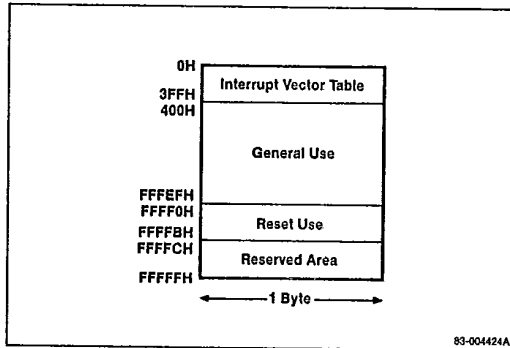 0H
Interrupt Vector Table
3FFH
400H
General Use
FFFEFH
FFFF0H
Reset Use
FFFFBH
FFFFCH
Reserved Area
FFFFFH
1 Byte
83-004424A